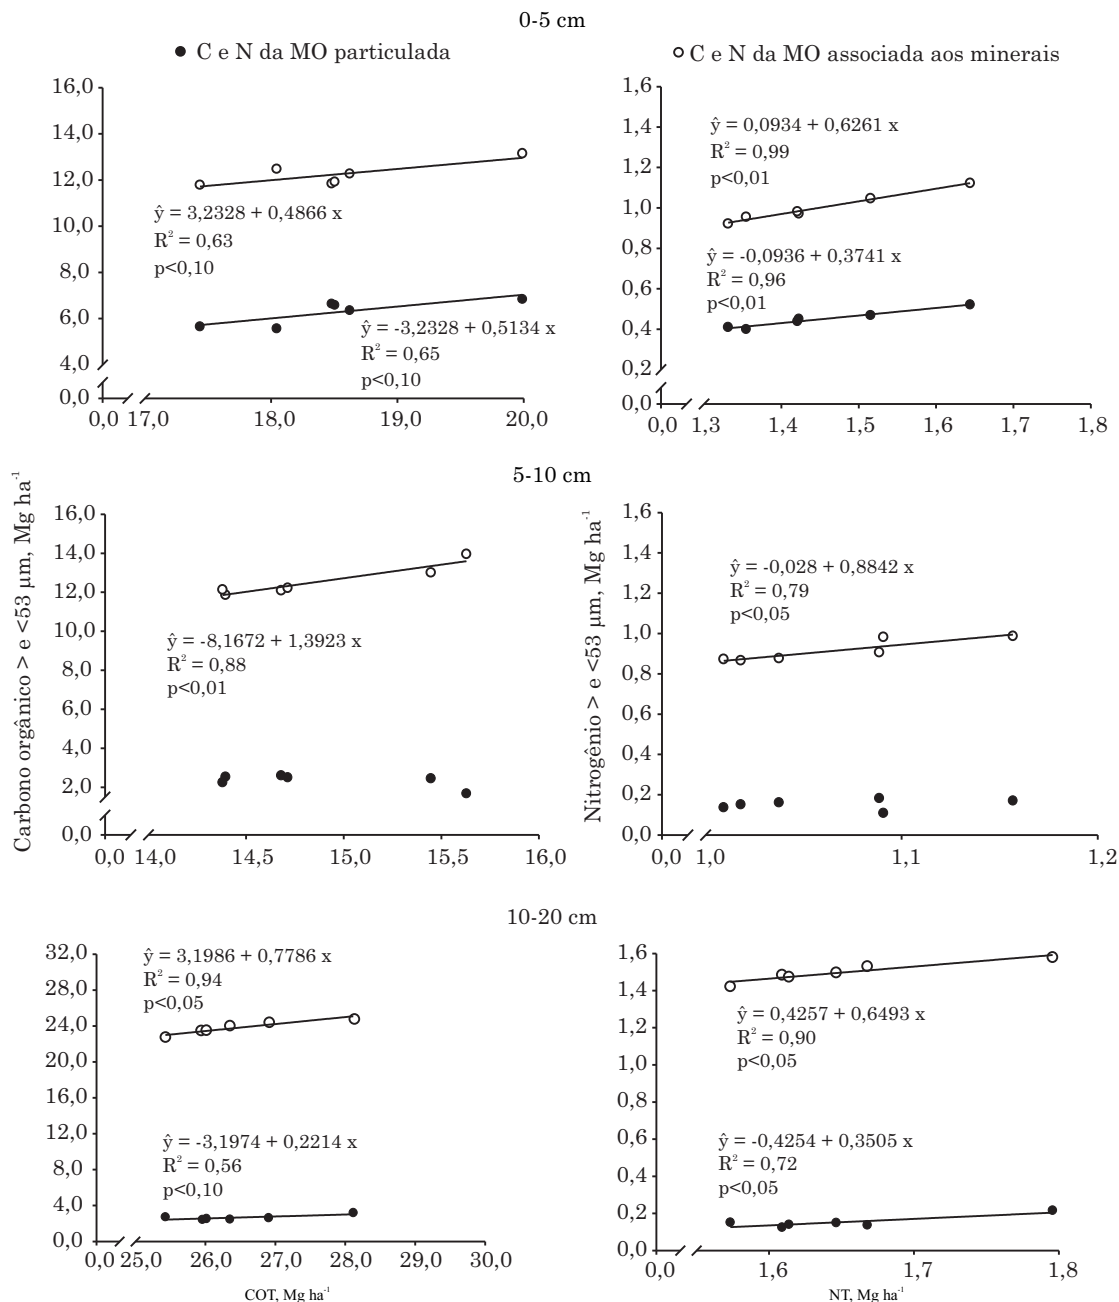 0-5 cm
● C e N da MO particulada
○ C e N da MO associada aos minerais
16,0
14,0
12,0
10,0
8,0
6,0
4,0
0,0
ŷ = 3,2328 + 0,4866 x
R² = 0,63
p<0,10
ŷ = -3,2328 + 0,5134 x
R² = 0,65
p<0,10
0,0 17,0 18,0 19,0 20,0
1,6
1,4
1,2
1,0
0,8
0,6
0,4
0,2
0,0
ŷ = 0,0934 + 0,6261 x
R² = 0,99
p<0,01
ŷ = -0,0936 + 0,3741 x
R² = 0,96
p<0,01
0,0 1,3 1,4 1,5 1,6 1,7 1,8
5-10 cm
Carbono orgânico > e <53 µm, Mg ha⁻¹
16,0
14,0
12,0
10,0
8,0
6,0
4,0
2,0
0,0
ŷ = -8,1672 + 1,3923 x
R² = 0,88
p<0,01
0,0 14,0 14,5 15,0 15,5 16,0
Nitrogênio > e <53 µm, Mg ha⁻¹
1,6
1,4
1,2
1,0
0,8
0,6
0,4
0,2
0,0
ŷ = -0,028 + 0,8842 x
R² = 0,79
p<0,05
0,0 1,0 1,1 1,2
10-20 cm
32,0
28,0
24,0
20,0
16,0
12,0
8,0
4,0
0,0
ŷ = 3,1986 + 0,7786 x
R² = 0,94
p<0,05
ŷ = -3,1974 + 0,2214 x
R² = 0,56
p<0,10
0,0 25,0 26,0 27,0 28,0 29,0 30,0
COT, Mg ha⁻¹
1,6
1,4
1,2
1,0
0,8
0,6
0,4
0,2
0,0
ŷ = 0,4257 + 0,6493 x
R² = 0,90
p<0,05
ŷ = -0,4254 + 0,3505 x
R² = 0,72
p<0,05
0,0 1,6 1,7 1,8
NT, Mg ha⁻¹